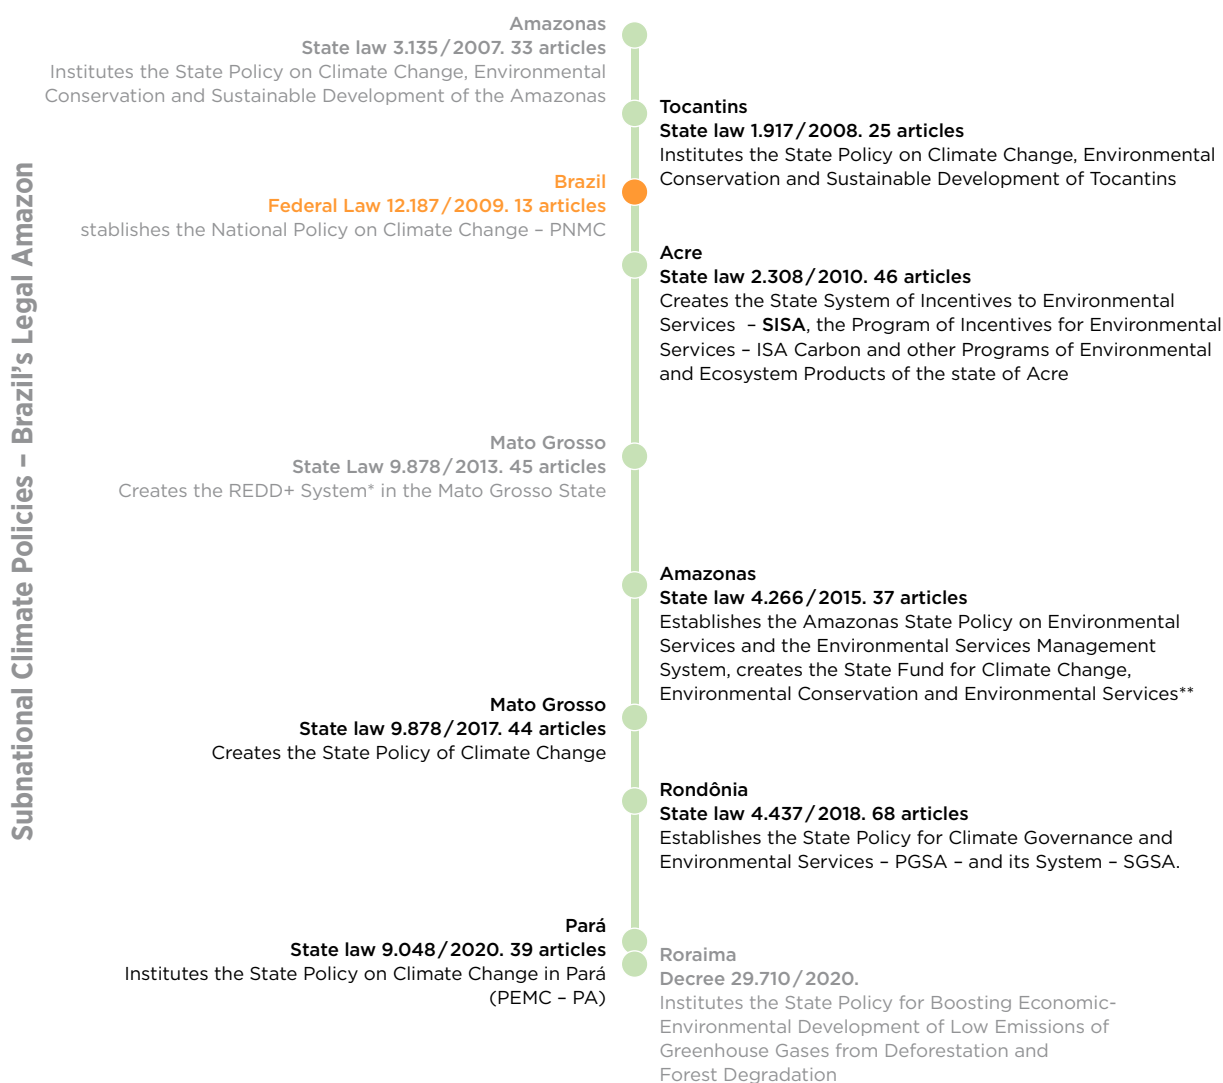 Subnational Climate Policies – Brazil's Legal Amazon
Amazonas
State law 3.135/2007. 33 articles
Institutes the State Policy on Climate Change, Environmental
Conservation and Sustainable Development of the Amazonas
Tocantins
State law 1.917/2008. 25 articles
Institutes the State Policy on Climate Change, Environmental
Conservation and Sustainable Development of Tocantins
Brazil
Federal Law 12.187/2009. 13 articles
stablishes the National Policy on Climate Change – PNMC
Acre
State law 2.308/2010. 46 articles
Creates the State System of Incentives to Environmental
Services – SISA, the Program of Incentives for Environmental
Services – ISA Carbon and other Programs of Environmental
and Ecosystem Products of the state of Acre
Mato Grosso
State Law 9.878/2013. 45 articles
Creates the REDD+ System* in the Mato Grosso State
Amazonas
State law 4.266/2015. 37 articles
Establishes the Amazonas State Policy on Environmental
Services and the Environmental Services Management
System, creates the State Fund for Climate Change,
Environmental Conservation and Environmental Services**
Mato Grosso
State law 9.878/2017. 44 articles
Creates the State Policy of Climate Change
Rondônia
State law 4.437/2018. 68 articles
Establishes the State Policy for Climate Governance and
Environmental Services – PGSA – and its System – SGSA.
Pará
State law 9.048/2020. 39 articles
Institutes the State Policy on Climate Change in Pará
(PEMC – PA)
Roraima
Decree 29.710/2020.
Institutes the State Policy for Boosting Economic-
Environmental Development of Low Emissions of
Greenhouse Gases from Deforestation and
Forest Degradation